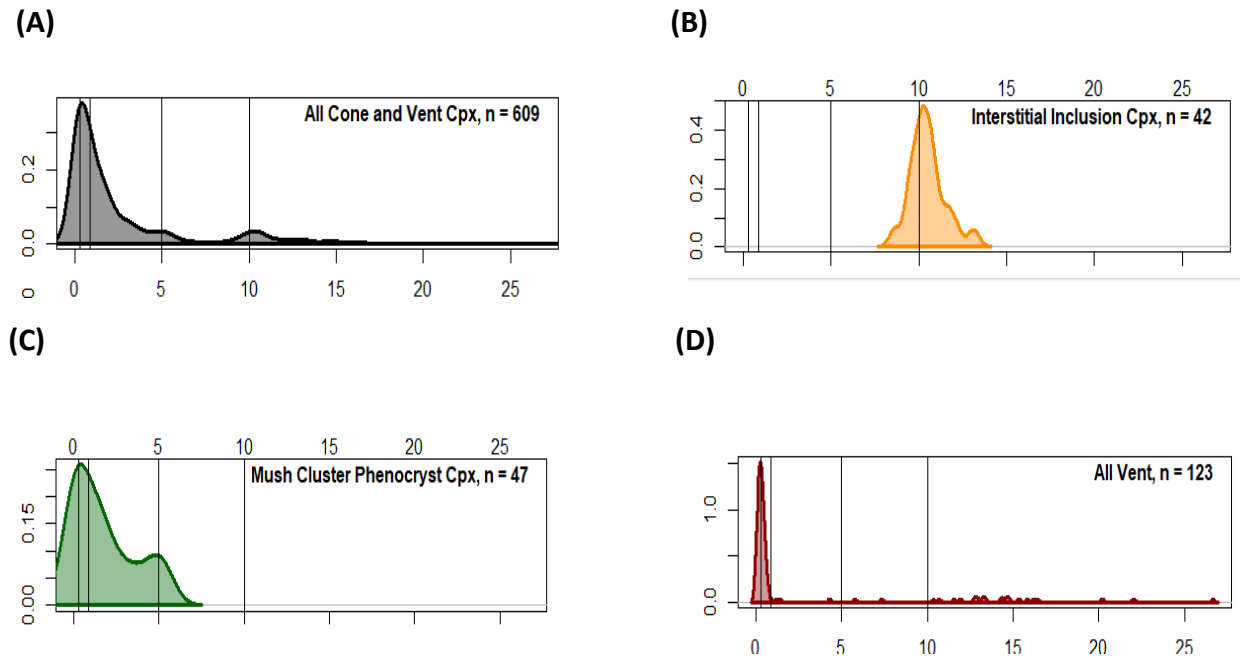 (A)
All Cone and Vent Cpx, n = 609
0.2
0.0
0
0 5 10 15 20 25
(B)
0 5 10 15 20 25
Interstitial Inclusion Cpx, n = 42
0.4
0.2
0.0
(C)
0 5 10 15 20 25
Mush Cluster Phenocryst Cpx, n = 47
0.15
0.00
(D)
All Vent, n = 123
1.0
0.0
0 5 10 15 20 25